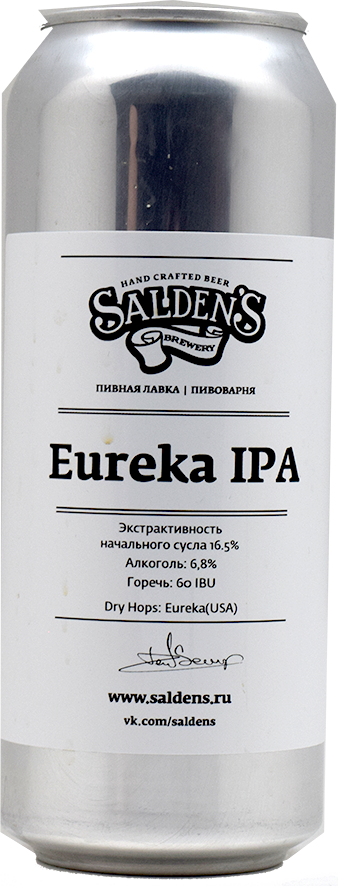 HAND CRAFTED BEER
SALDEN'S
BREWERY
ПИВНАЯ ЛАВКА | ПИВОВАРНЯ
Eureka IPA
Экстрактивность
начального сусла 16.5%
Алкоголь: 6,8%
Горечь: 60 IBU
Dry Hops: Eureka(USA)
www.saldens.ru
vk.com/saldens